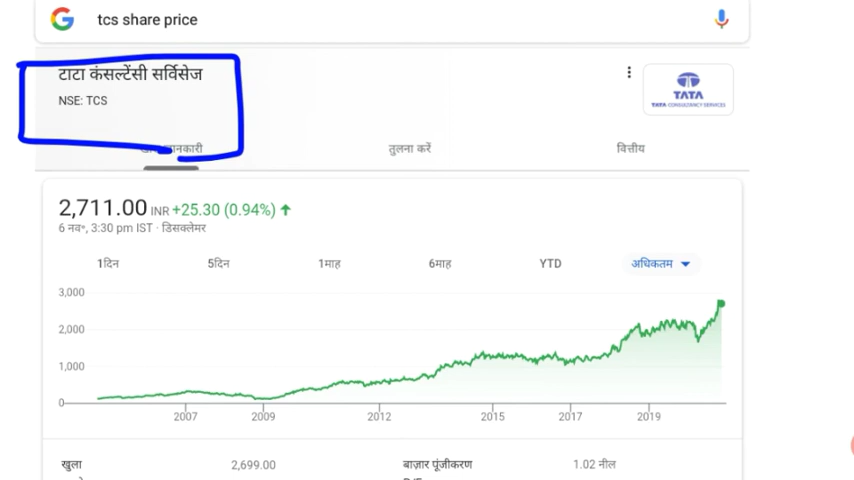 tcs share price
टाटा कंसल्टेंसी सर्विसेज
NSE: TCS
TATA
TATA CONSULTANCY SERVICES
तुलना करें
वित्तीय
2,711.00 INR +25.30 (0.94%)
6 नव॰, 3:30 pm IST · डिसक्लेमर
1दिन 5दिन 1माह 6माह YTD अधिकतम
3,000
2,000
1,000
0
2007 2009 2012 2015 2017 2019
खुला 2,699.00 बाज़ार पूंजीकरण 1.02 नील